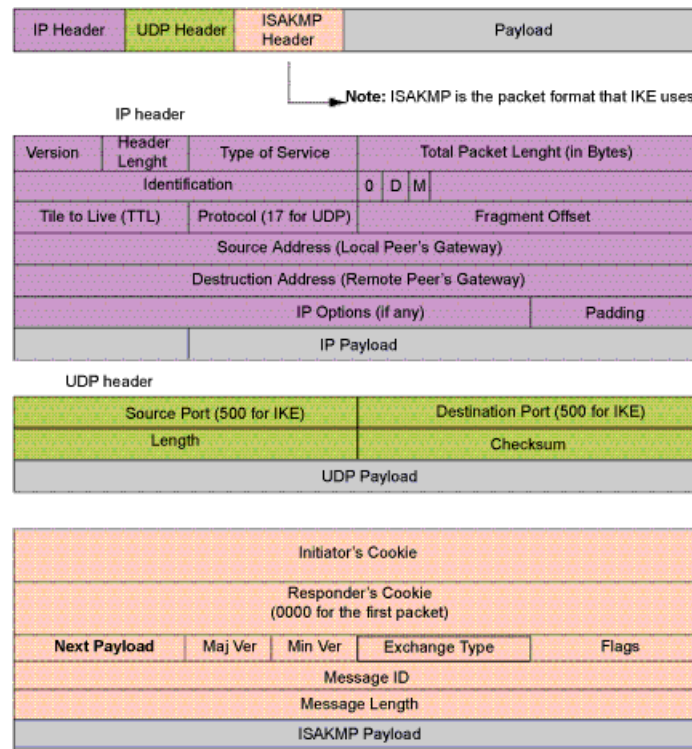 IP Header UDP Header ISAKMP Header Payload
Note: ISAKMP is the packet format that IKE uses
IP header
Version Header Lenght Type of Service Total Packet Lenght (in Bytes)
Identification 0 D M
Tile to Live (TTL) Protocol (17 for UDP) Fragment Offset
Source Address (Local Peer's Gateway)
Destruction Address (Remote Peer's Gateway)
IP Options (if any) Padding
IP Payload
UDP header
Source Port (500 for IKE) Destination Port (500 for IKE)
Length Checksum
UDP Payload
Initiator's Cookie
Responder's Cookie
(0000 for the first packet)
Next Payload Maj Ver Min Ver Exchange Type Flags
Message ID
Message Length
ISAKMP Payload